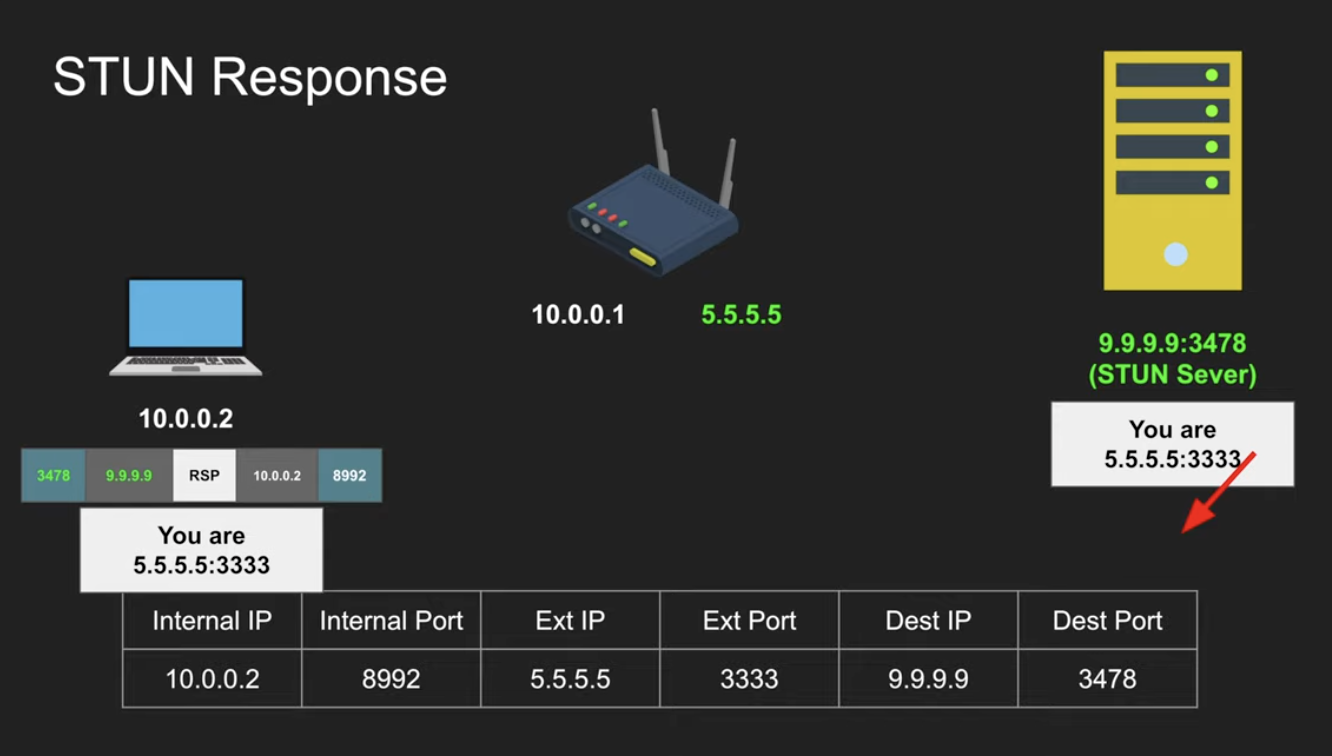 STUN Response
10.0.0.1 5.5.5.5
9.9.9.9:3478
(STUN Sever)
You are
5.5.5.5:3333
10.0.0.2
3478 9.9.9.9 RSP 10.0.0.2 8992
You are
5.5.5.5:3333
Internal IP Internal Port Ext IP Ext Port Dest IP Dest Port
10.0.0.2 8992 5.5.5.5 3333 9.9.9.9 3478